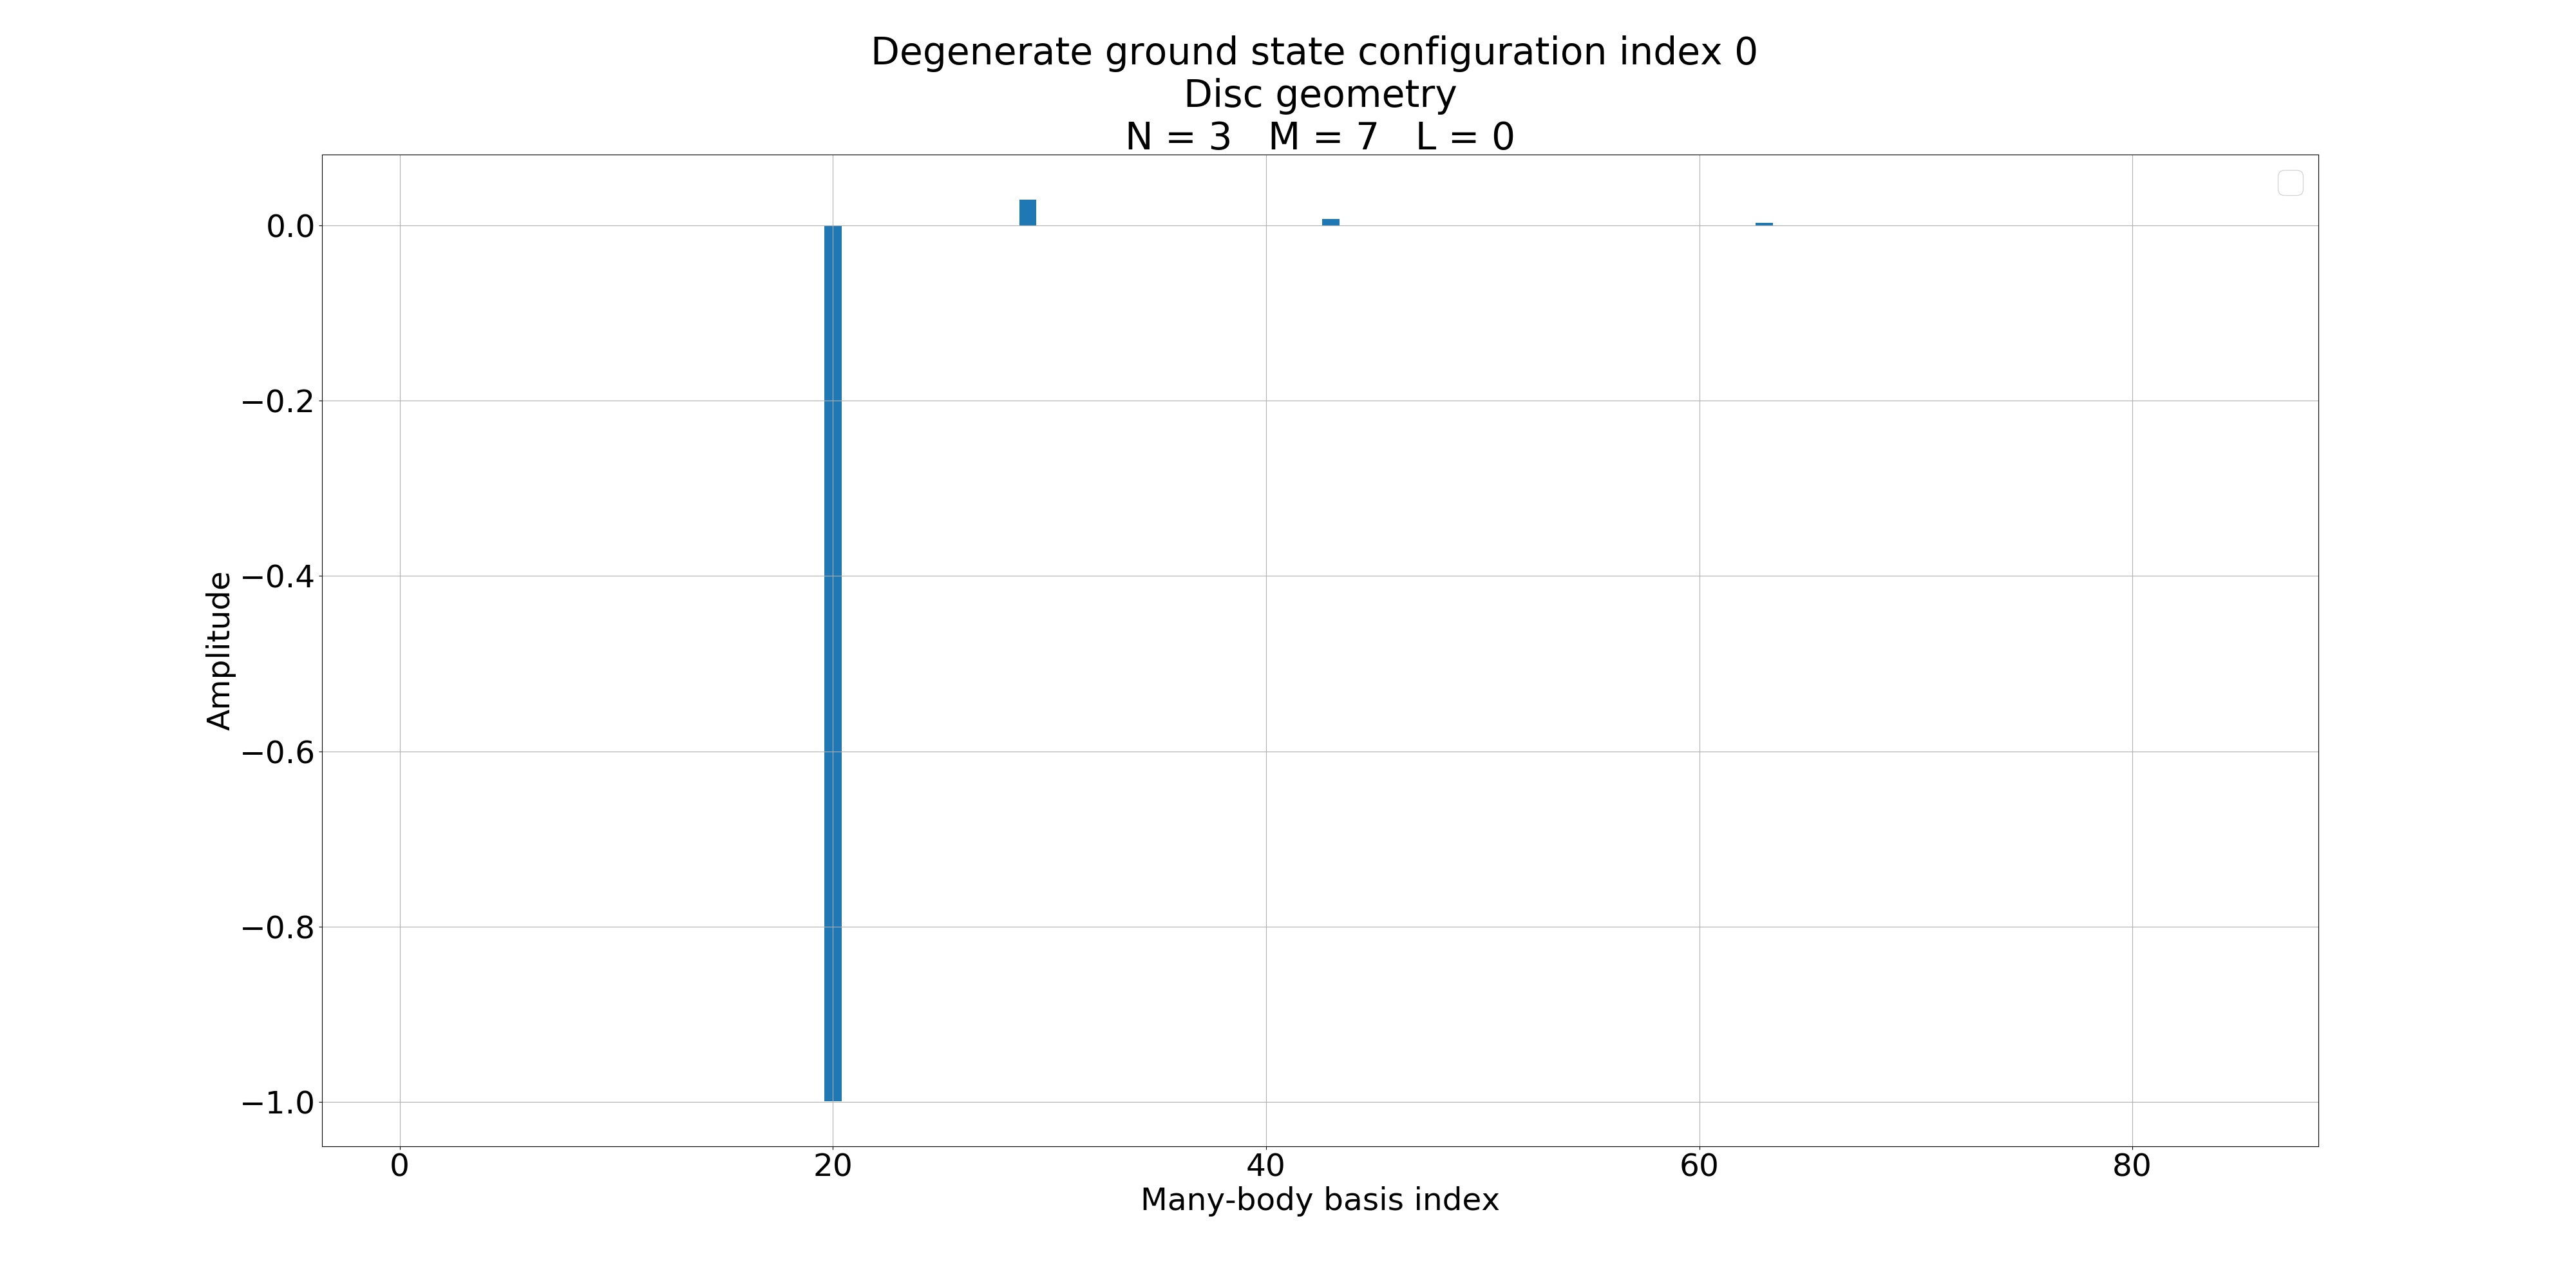 Degenerate ground state configuration index 0
Disc geometry
N = 3 M = 7 L = 0
0.0
−0.2
−0.4
−0.6
−0.8
−1.0
Amplitude
0 20 40 60 80
Many-body basis index